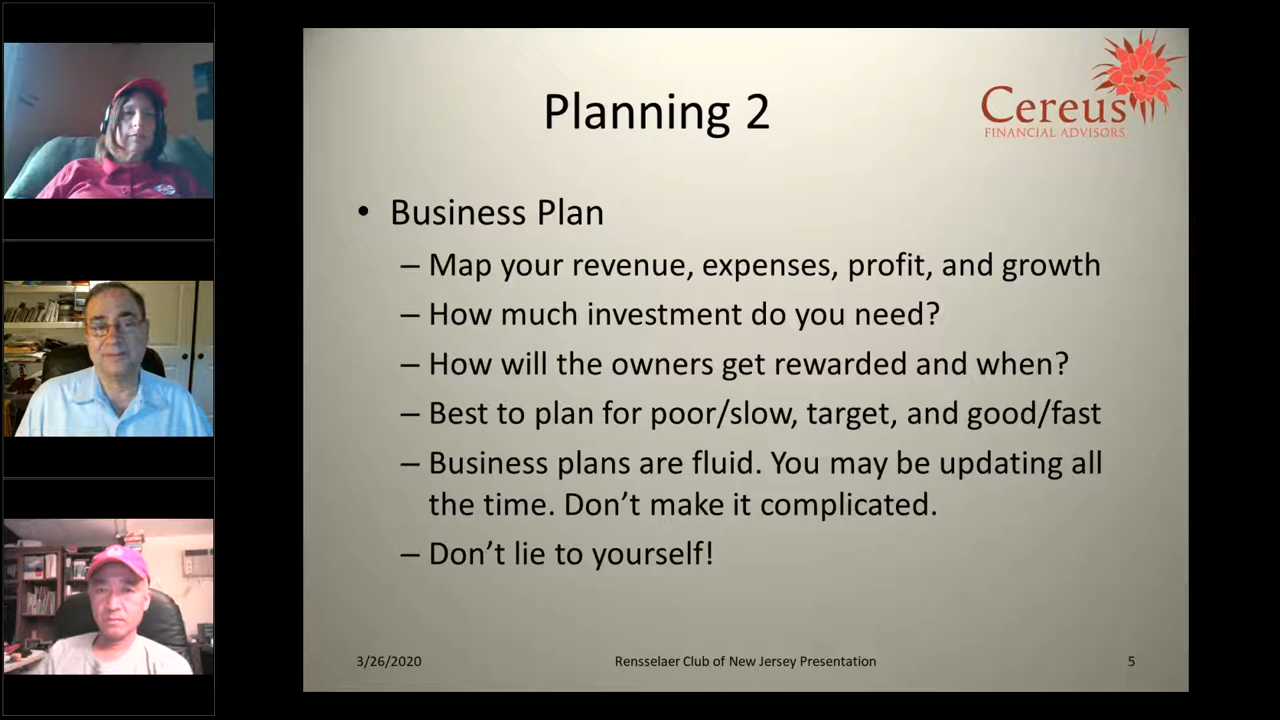 Planning 2
Cereus
FINANCIAL ADVISORS
• Business Plan
– Map your revenue, expenses, profit, and growth
– How much investment do you need?
– How will the owners get rewarded and when?
– Best to plan for poor/slow, target, and good/fast
– Business plans are fluid. You may be updating all
the time. Don’t make it complicated.
– Don’t lie to yourself!
3/26/2020
Rensselaer Club of New Jersey Presentation
5